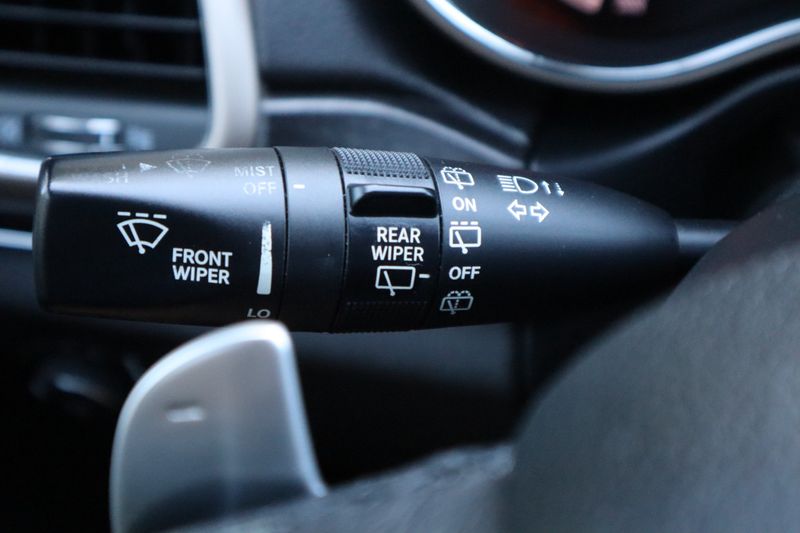 MIST
OFF
FRONT
WIPER
LO
REAR
WIPER
ON
OFF